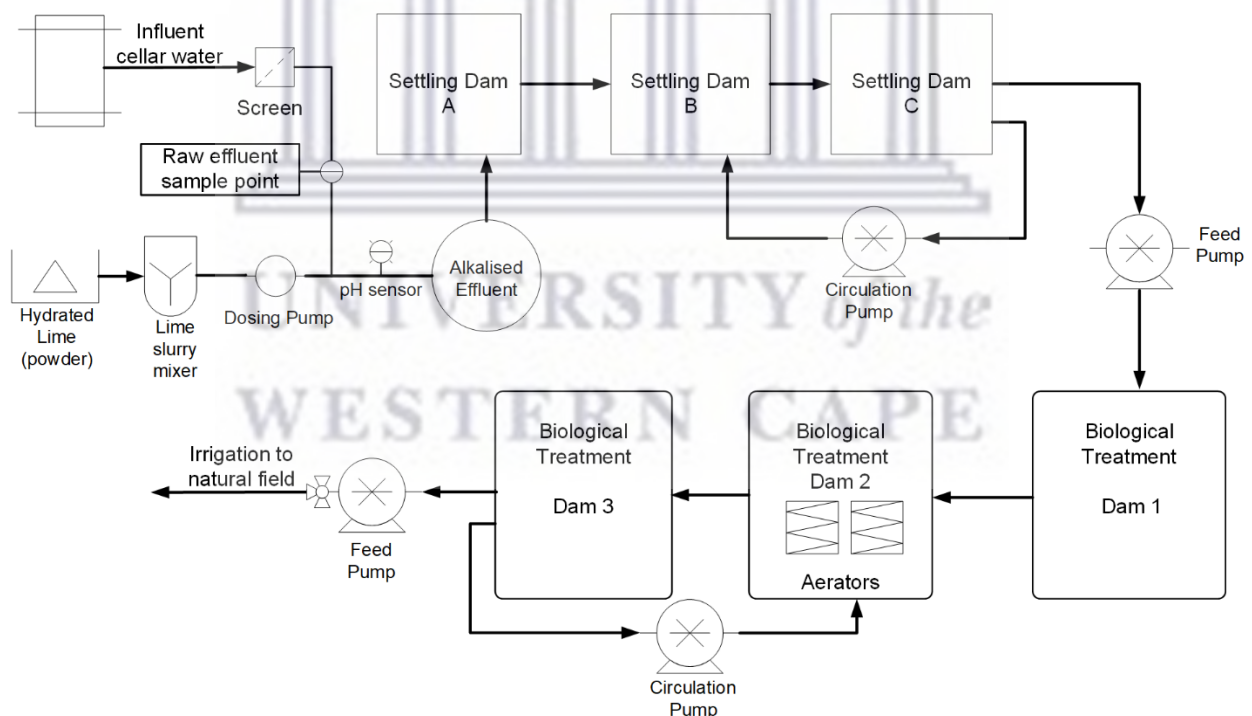 Influent
cellar water
Screen
Settling Dam
A
Settling Dam
B
Settling Dam
C
Raw effluent
sample point
Hydrated
Lime
(powder)
Lime
slurry
mixer
Dosing Pump
pH sensor
Alkalised
Effluent
Circulation
Pump
Feed
Pump
UNIVERSITY of the
WESTERN CAPE
Biological
Treatment
Dam 1
Biological
Treatment
Dam 2
Aerators
Biological
Treatment
Dam 3
Irrigation to
natural field
Feed
Pump
Circulation
Pump